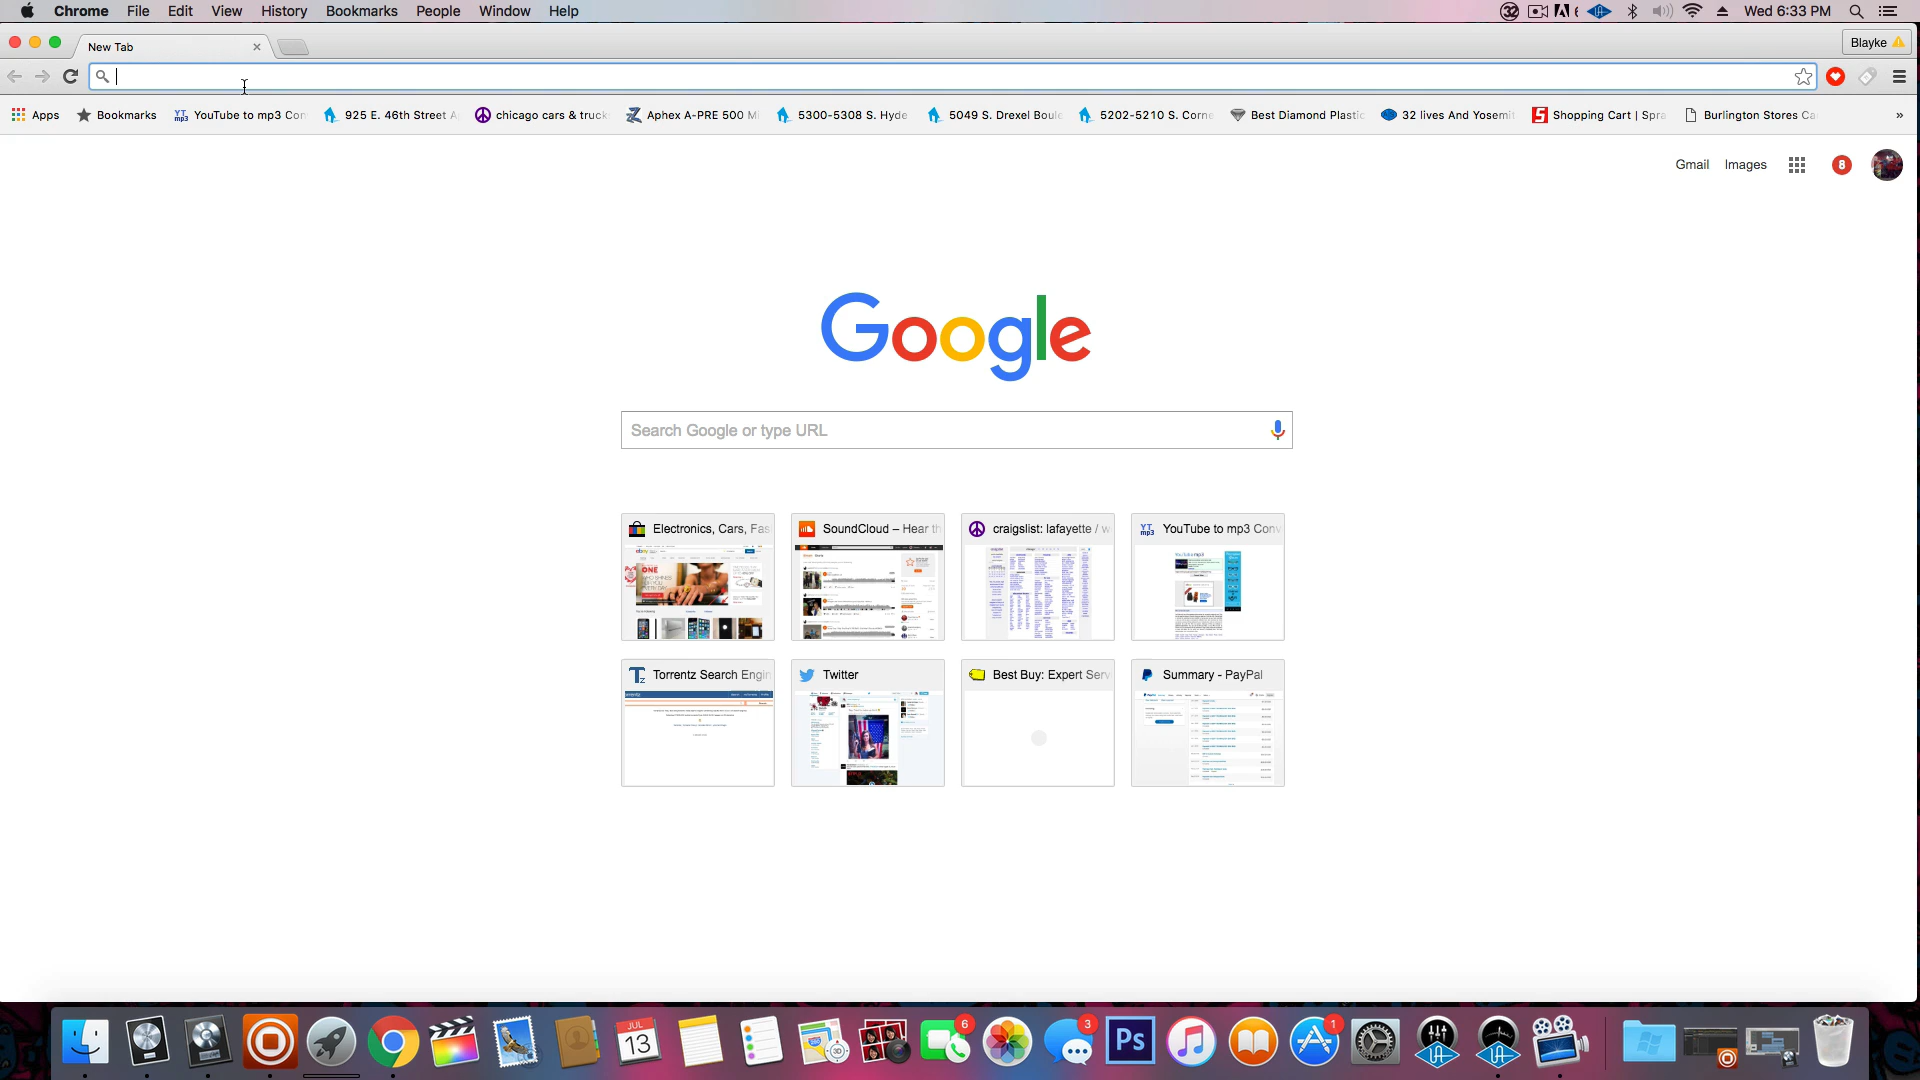 Chrome File Edit View History Bookmarks People Window Help
32 6 Wed 6:33 PM
New Tab
Blayke
Apps Bookmarks YouTube to mp3 Con 925 E. 46th Street A chicago cars & truck Aphex A-PRE 500 M 5300-5308 S. Hyde 5049 S. Drexel Boule 5202-5210 S. Corne Best Diamond Plastic 32 lives And Yosemit Shopping Cart | Spra Burlington Stores Ca »
Gmail Images 8
Google
Search Google or type URL
Electronics, Cars, Fas SoundCloud – Hear th craigslist: lafayette / w YouTube to mp3 Conv
Torrentz Search Engin Twitter Best Buy: Expert Serv Summary - PayPal
JUL
13
6
3
Ps
1